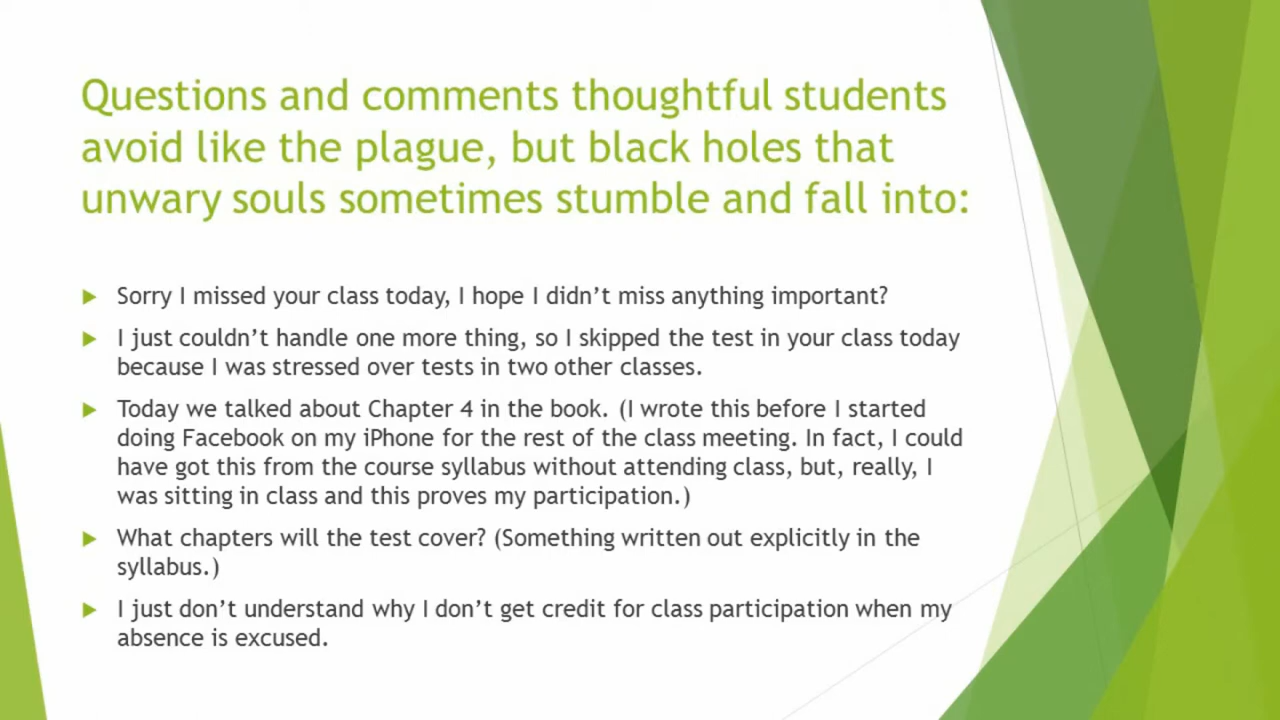 Questions and comments thoughtful students
avoid like the plague, but black holes that
unwary souls sometimes stumble and fall into:
Sorry I missed your class today, I hope I didn't miss anything important?
I just couldn't handle one more thing, so I skipped the test in your class today
because I was stressed over tests in two other classes.
Today we talked about Chapter 4 in the book. (I wrote this before I started
doing Facebook on my iPhone for the rest of the class meeting. In fact, I could
have got this from the course syllabus without attending class, but, really, I
was sitting in class and this proves my participation.)
What chapters will the test cover? (Something written out explicitly in the
syllabus.)
I just don't understand why I don't get credit for class participation when my
absence is excused.